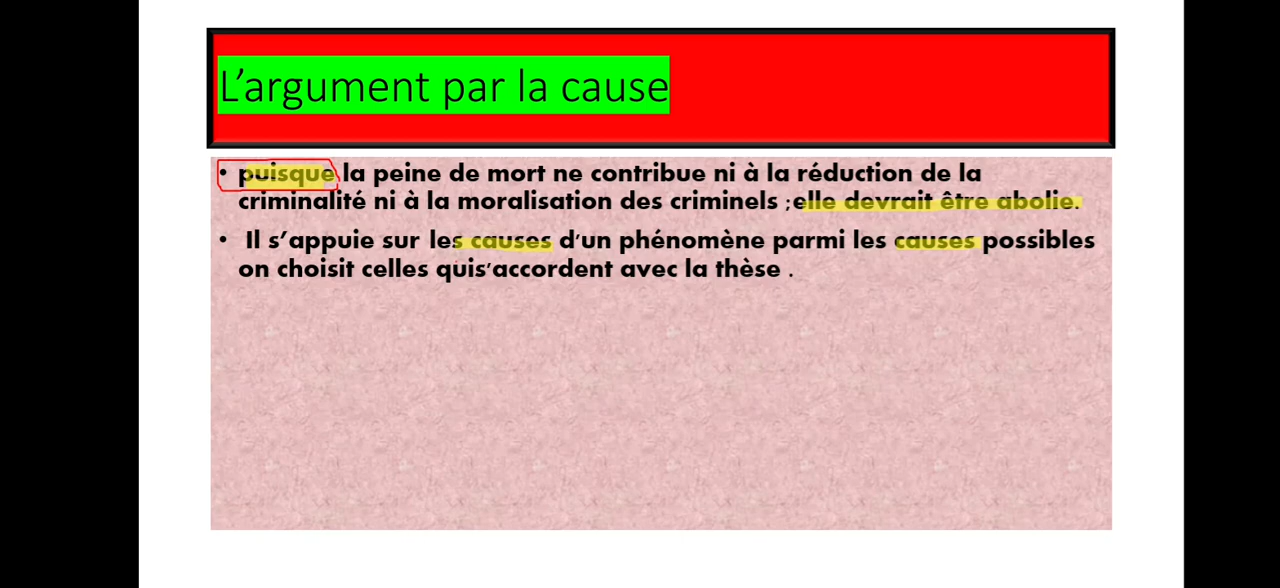 L’argument par la cause
• puisque la peine de mort ne contribue ni à la réduction de la
criminalité ni à la moralisation des criminels ;elle devrait être abolie.
• Il s’appuie sur les causes d’un phénomène parmi les causes possibles
on choisit celles quis’accordent avec la thèse .